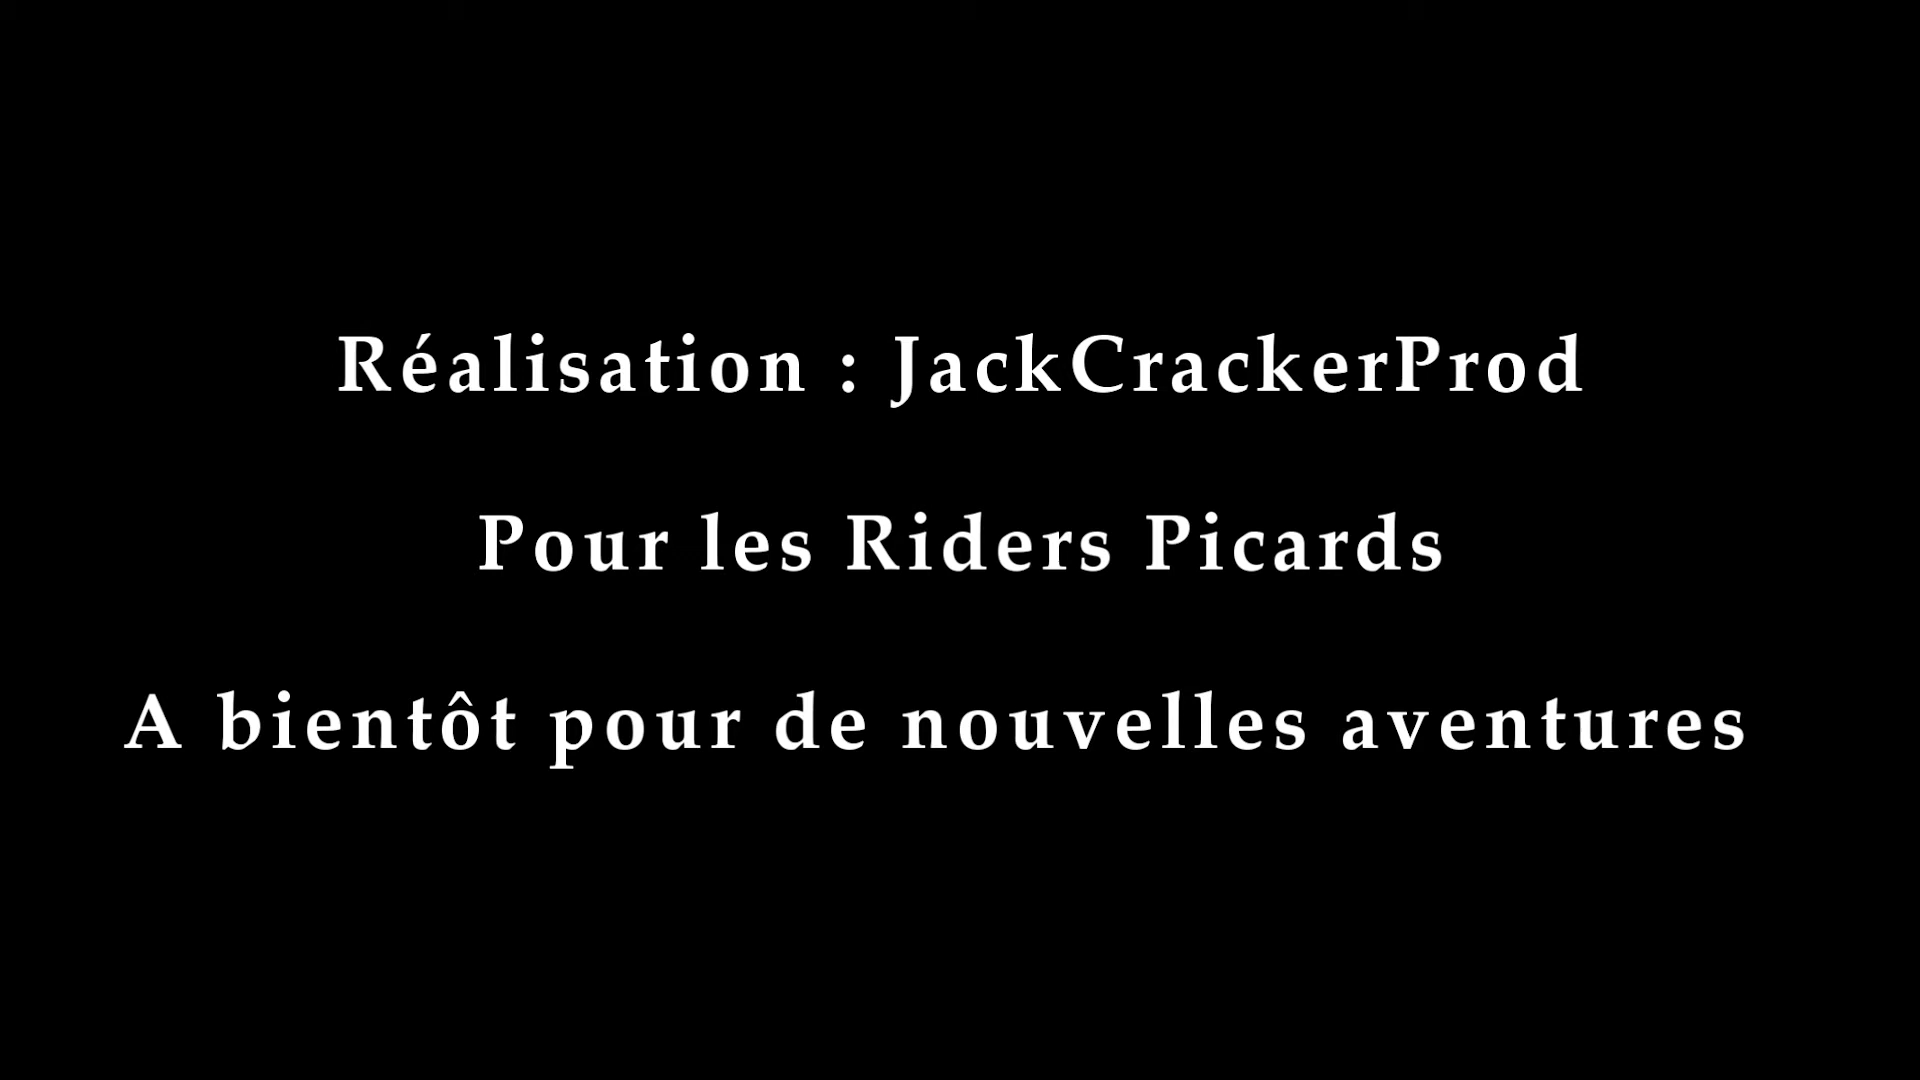 Réalisation : JackCrackerProd
Pour les Riders Picards
A bientôt pour de nouvelles aventures